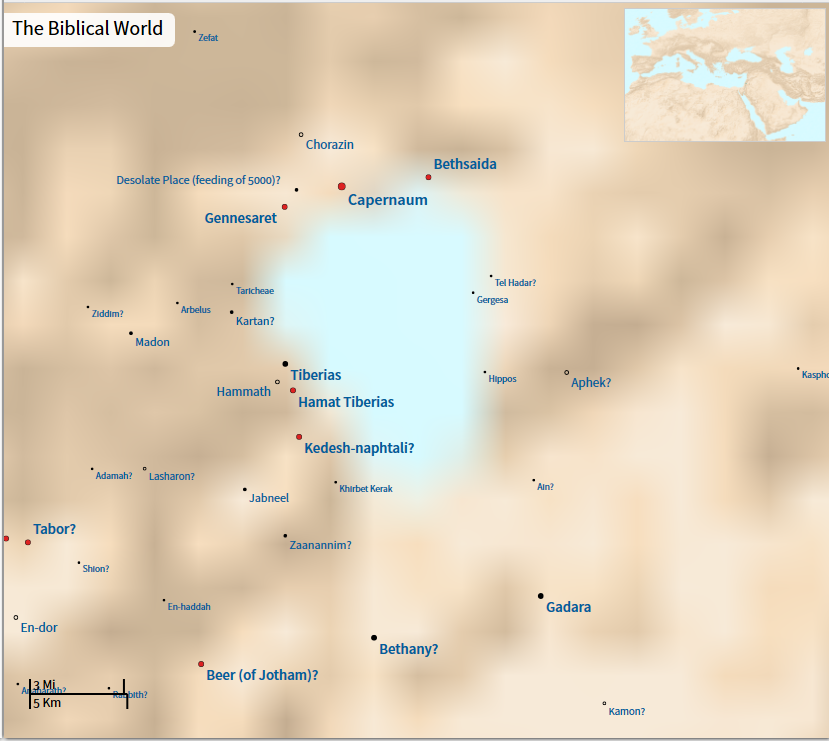 The Biblical World
Zefat
Chorazin
Bethsaida
Desolate Place (feeding of 5000)?
Capernaum
Gennesaret
Tel Hadar?
Taricheae
Gergesa
Ziddim?
Arbelus
Kartan?
Madon
Tiberias
Kaspho
Hippos
Aphek?
Hammath
Hamat Tiberias
Kedesh-naphtali?
Adamah?
Lasharon?
Ain?
Khirbet Kerak
Jabneel
Tabor?
Zaanannim?
Shion?
En-haddah
Gadara
En-dor
Bethany?
Beer (of Jotham)?
3 Mi
Anaharath?
Rabbith?
5 Km
Kamon?